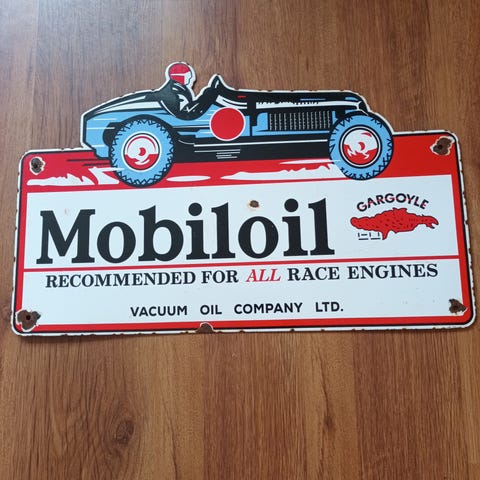 Mobiloil
GARGOYLE
RECOMMENDED FOR ALL RACE ENGINES
VACUUM OIL COMPANY LTD.